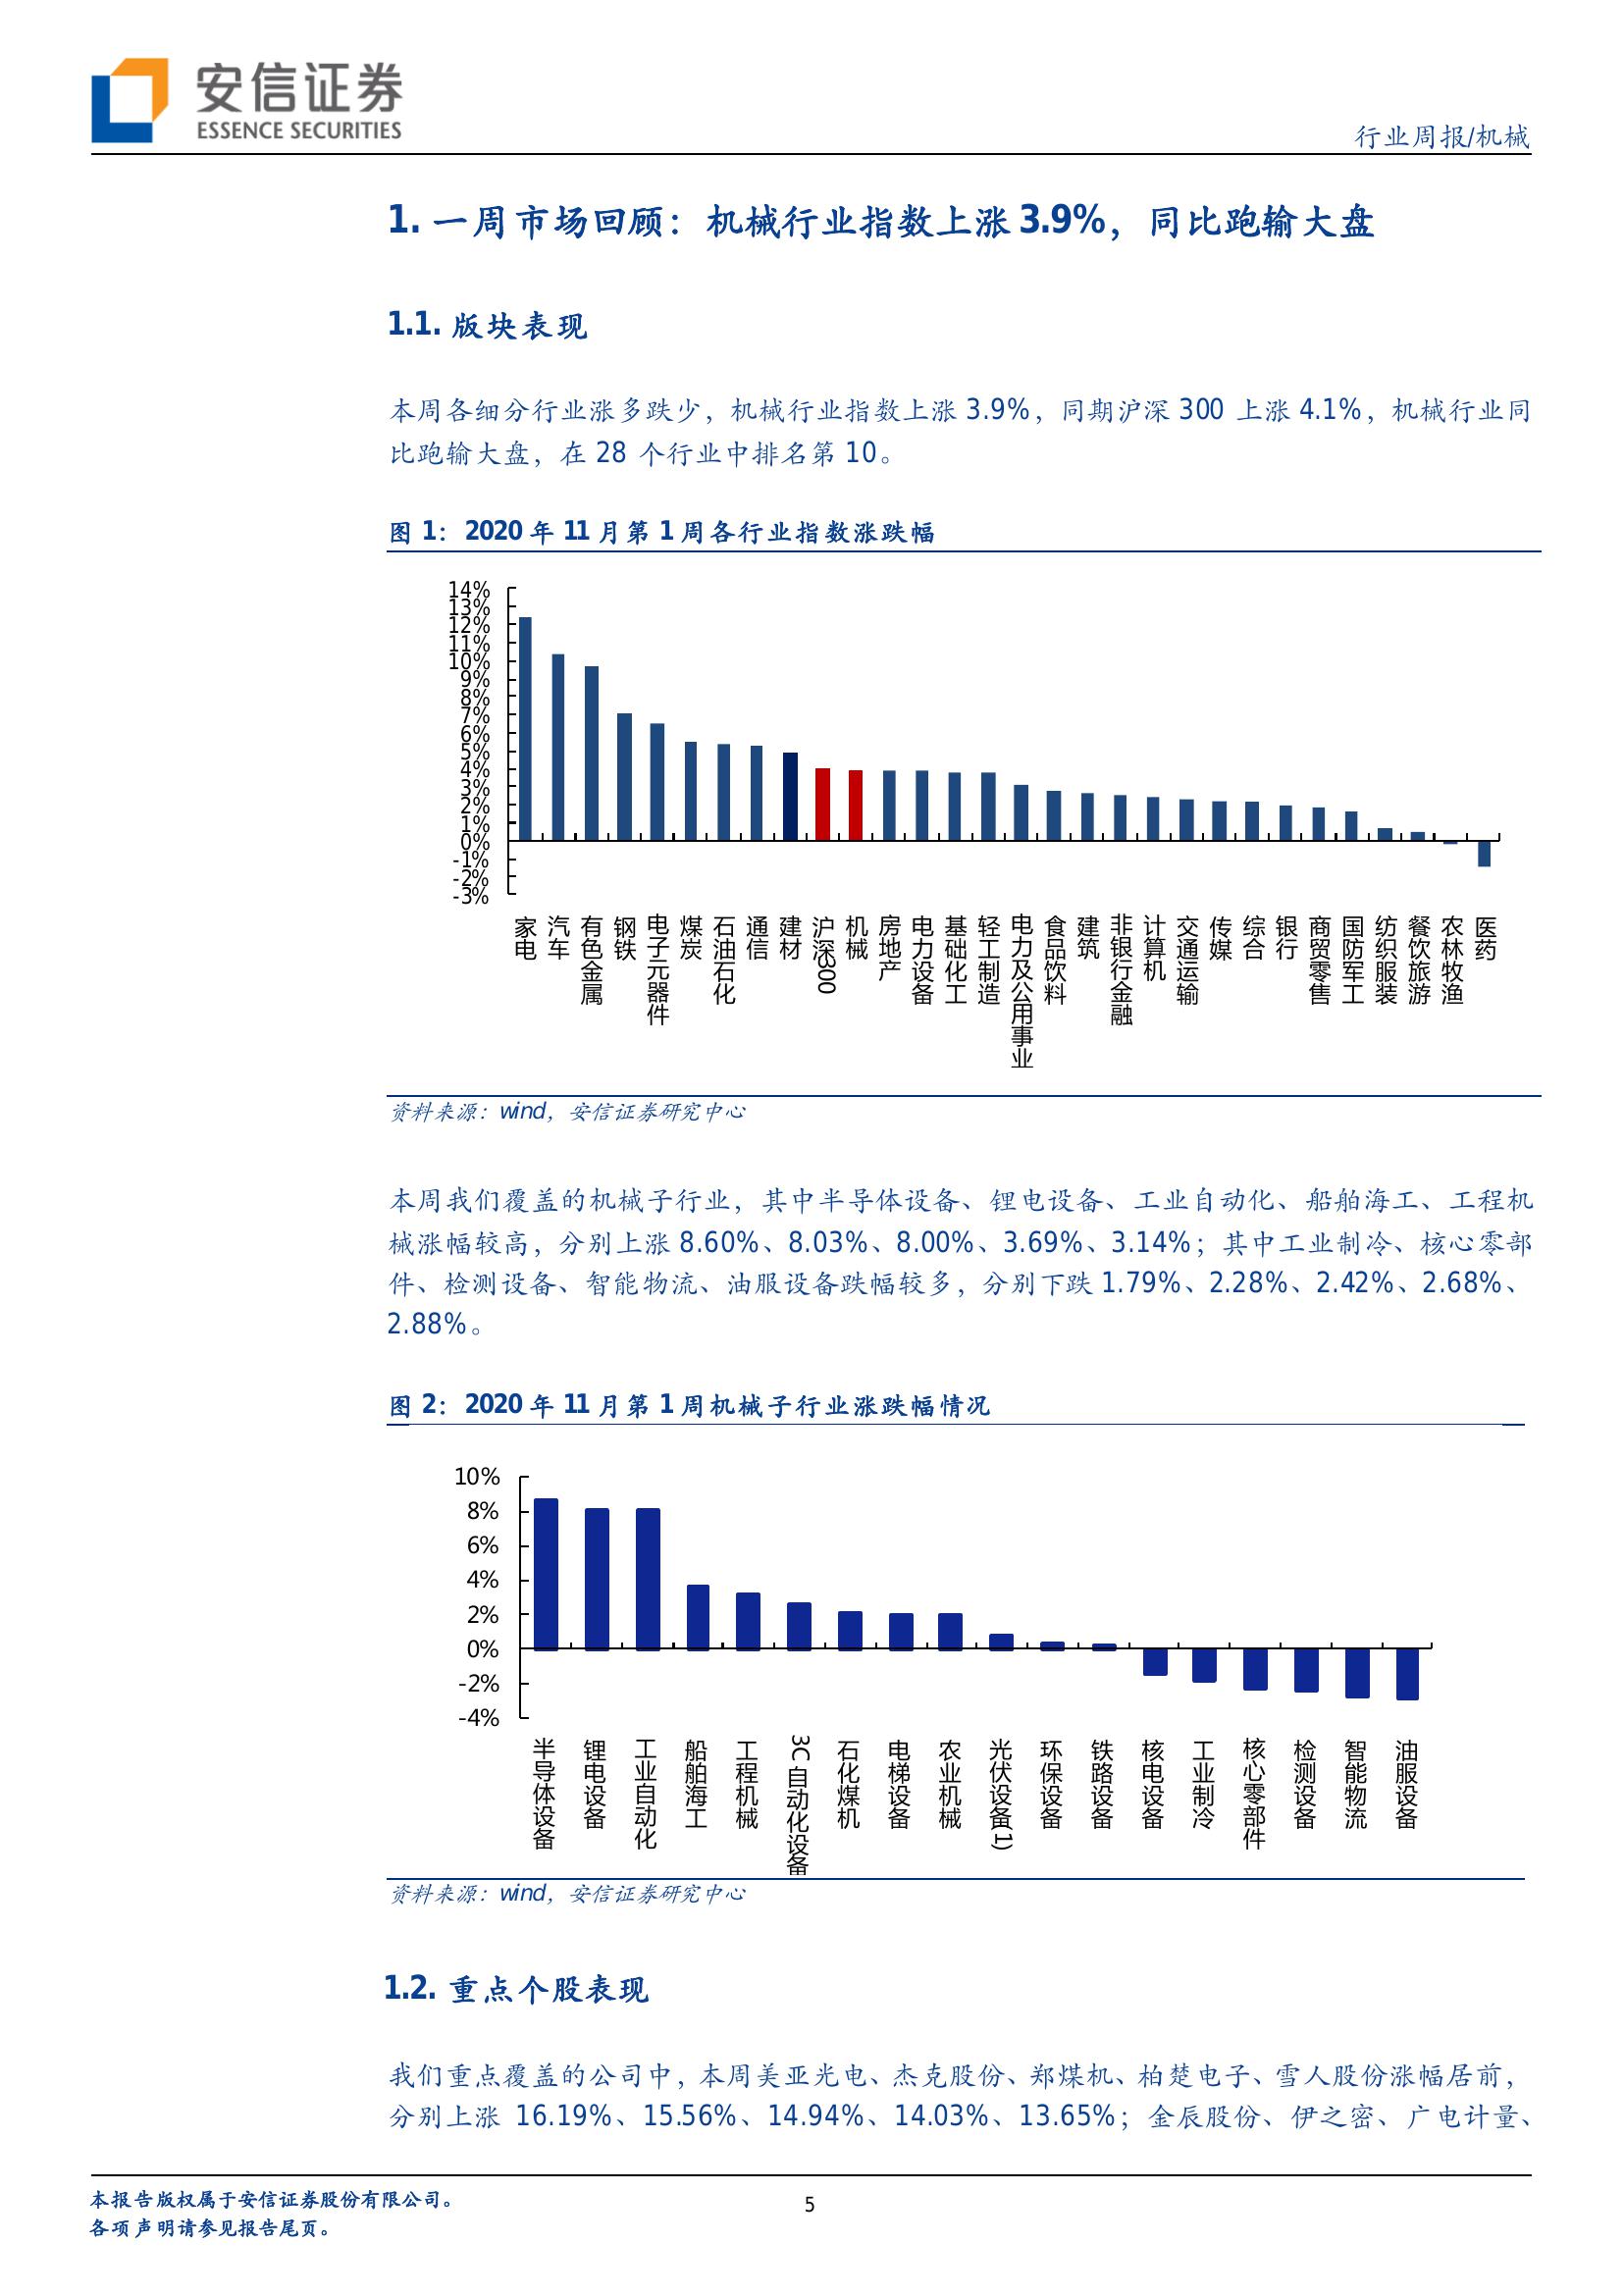 安信证券
ESSENCE SECURITIES
行业周报/机械
1. 一周市场回顾：机械行业指数上涨 3.9%，同比跑输大盘
1.1. 版块表现
本周各细分行业涨多跌少，机械行业指数上涨 3.9%，同期沪深 300 上涨 4.1%，机械行业同
比跑输大盘，在 28 个行业中排名第 10。
图 1：2020 年 11 月第 1 周各行业指数涨跌幅
14%
13%
12%
11%
10%
9%
8%
7%
6%
5%
4%
3%
2%
1%
0%
-1%
-2%
-3%
家电
汽车
有色金属
钢铁
电子元器件
煤炭
石油石化
通信
建材
沪深300
机械
房地产
电力设备
基础化工
轻工制造
电力及公用事业
食品饮料
建筑
非银行金融
计算机
交通运输
传媒
综合
银行
商贸零售
国防军工
纺织服装
餐饮旅游
农林牧渔
医药
资料来源：wind，安信证券研究中心
本周我们覆盖的机械子行业，其中半导体设备、锂电设备、工业自动化、船舶海工、工程机
械涨幅较高，分别上涨 8.60%、8.03%、8.00%、3.69%、3.14%；其中工业制冷、核心零部
件、检测设备、智能物流、油服设备跌幅较多，分别下跌 1.79%、2.28%、2.42%、2.68%、
2.88%。
图 2：2020 年 11 月第 1 周机械子行业涨跌幅情况
10%
8%
6%
4%
2%
0%
-2%
-4%
半导体设备
锂电设备
工业自动化
船舶海工
工程机械
3C 自动化设备
石化煤机
电梯设备
农业机械
光伏设备(1)
环保设备
铁路设备
核电设备
工业制冷
核心零部件
检测设备
智能物流
油服设备
资料来源：wind，安信证券研究中心
1.2. 重点个股表现
我们重点覆盖的公司中，本周美亚光电、杰克股份、郑煤机、柏楚电子、雪人股份涨幅居前，
分别上涨 16.19%、15.56%、14.94%、14.03%、13.65%；金辰股份、伊之密、广电计量、
本报告版权属于安信证券股份有限公司。
各项声明请参见报告尾页。
5